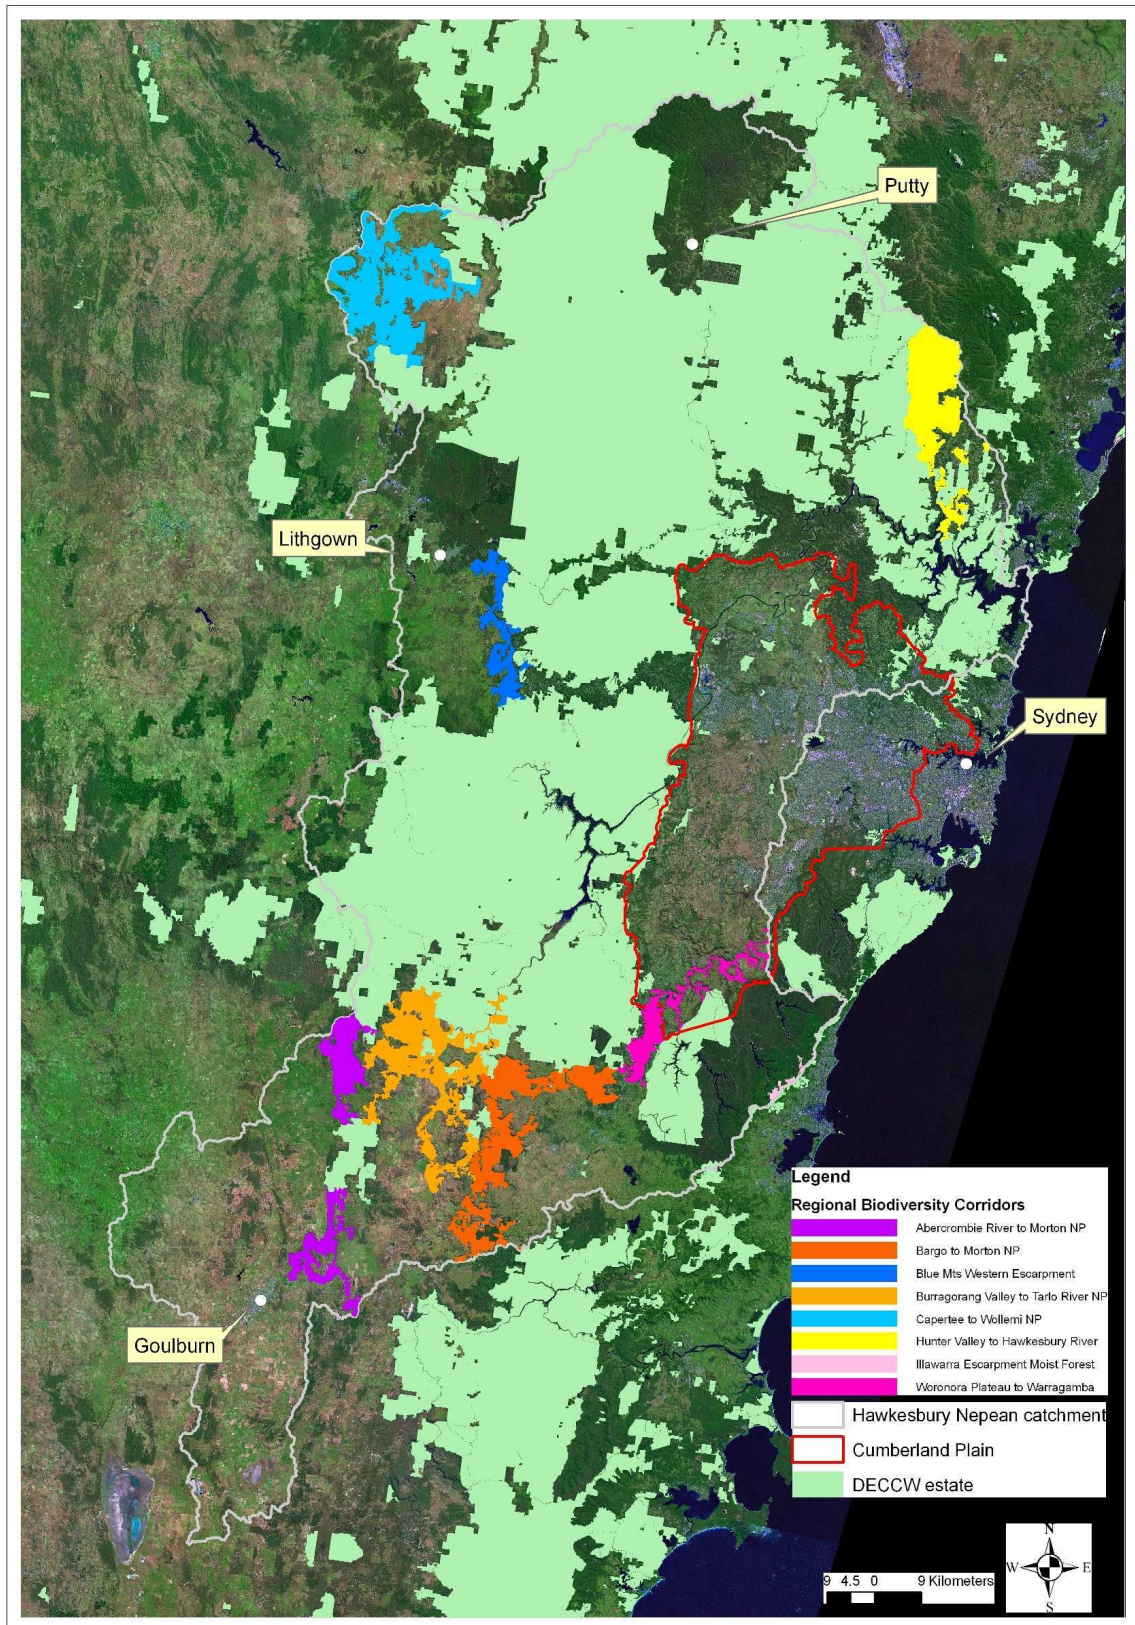 Putty
Lithgown
Sydney
Goulburn
Legend
Regional Biodiversity Corridors
Abercrombie River to Morton NP
Bargo to Morton NP
Blue Mts Western Escarpment
Burragorang Valley to Tarlo River NP
Capertee to Wollemi NP
Hunter Valley to Hawkesbury River
Illawarra Escarpment Moist Forest
Woronora Plateau to Warragamba
Hawkesbury Nepean catchment
Cumberland Plain
DECCW estate
9 4.5 0 9 Kilometers
N
W E
S